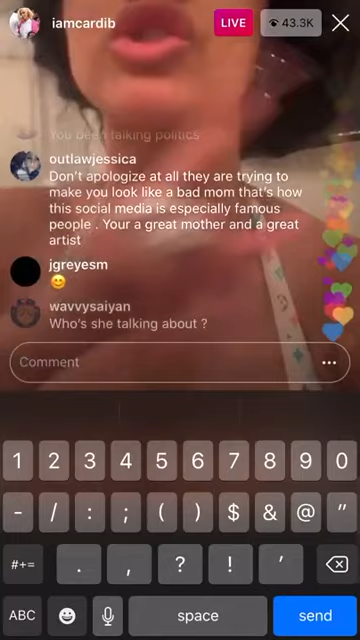 iamcardib
LIVE
43.3K
You been talking politics
outlawjessica
Don't apologize at all they are trying to
make you look like a bad mom that's how
this social media is especially famous
people . Your a great mother and a great
artist
jgreyesm
😊
wavvysaiyan
Who's she talking about ?
Comment
1 2 3 4 5 6 7 8 9 0
- / : ; ( ) $ & @ "
#+= . , ? ! '
ABC space send